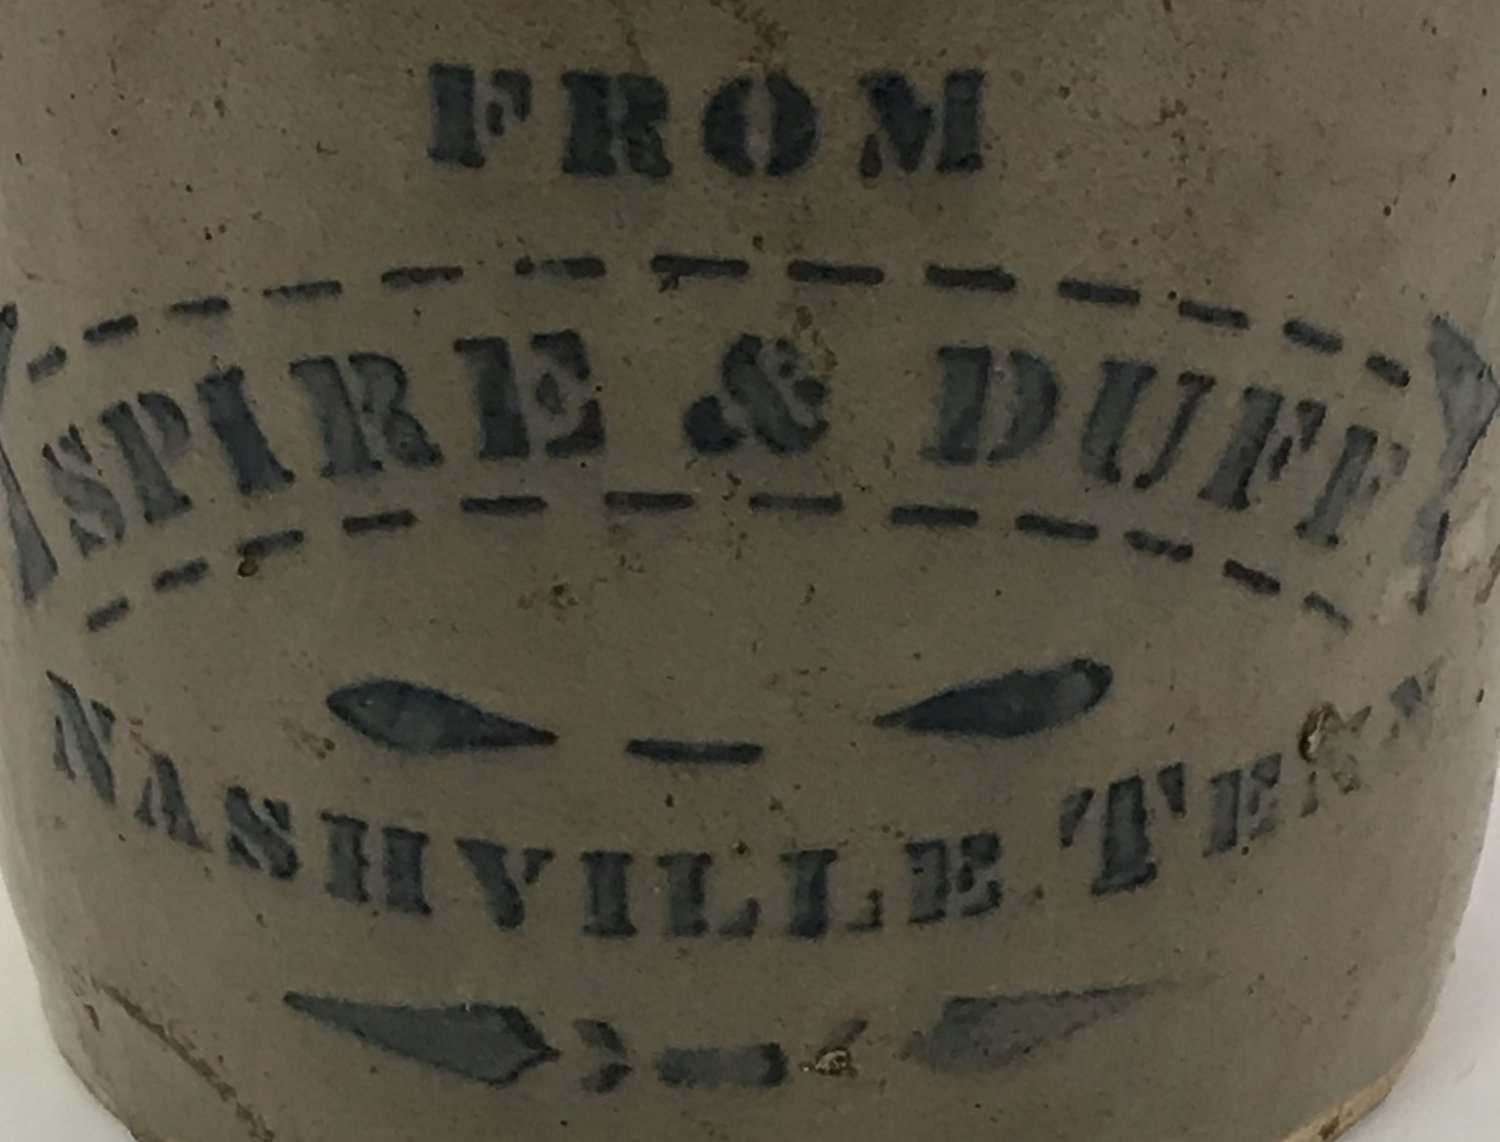 FROM
SPIRE & DUFF
NASHVILLE TENN